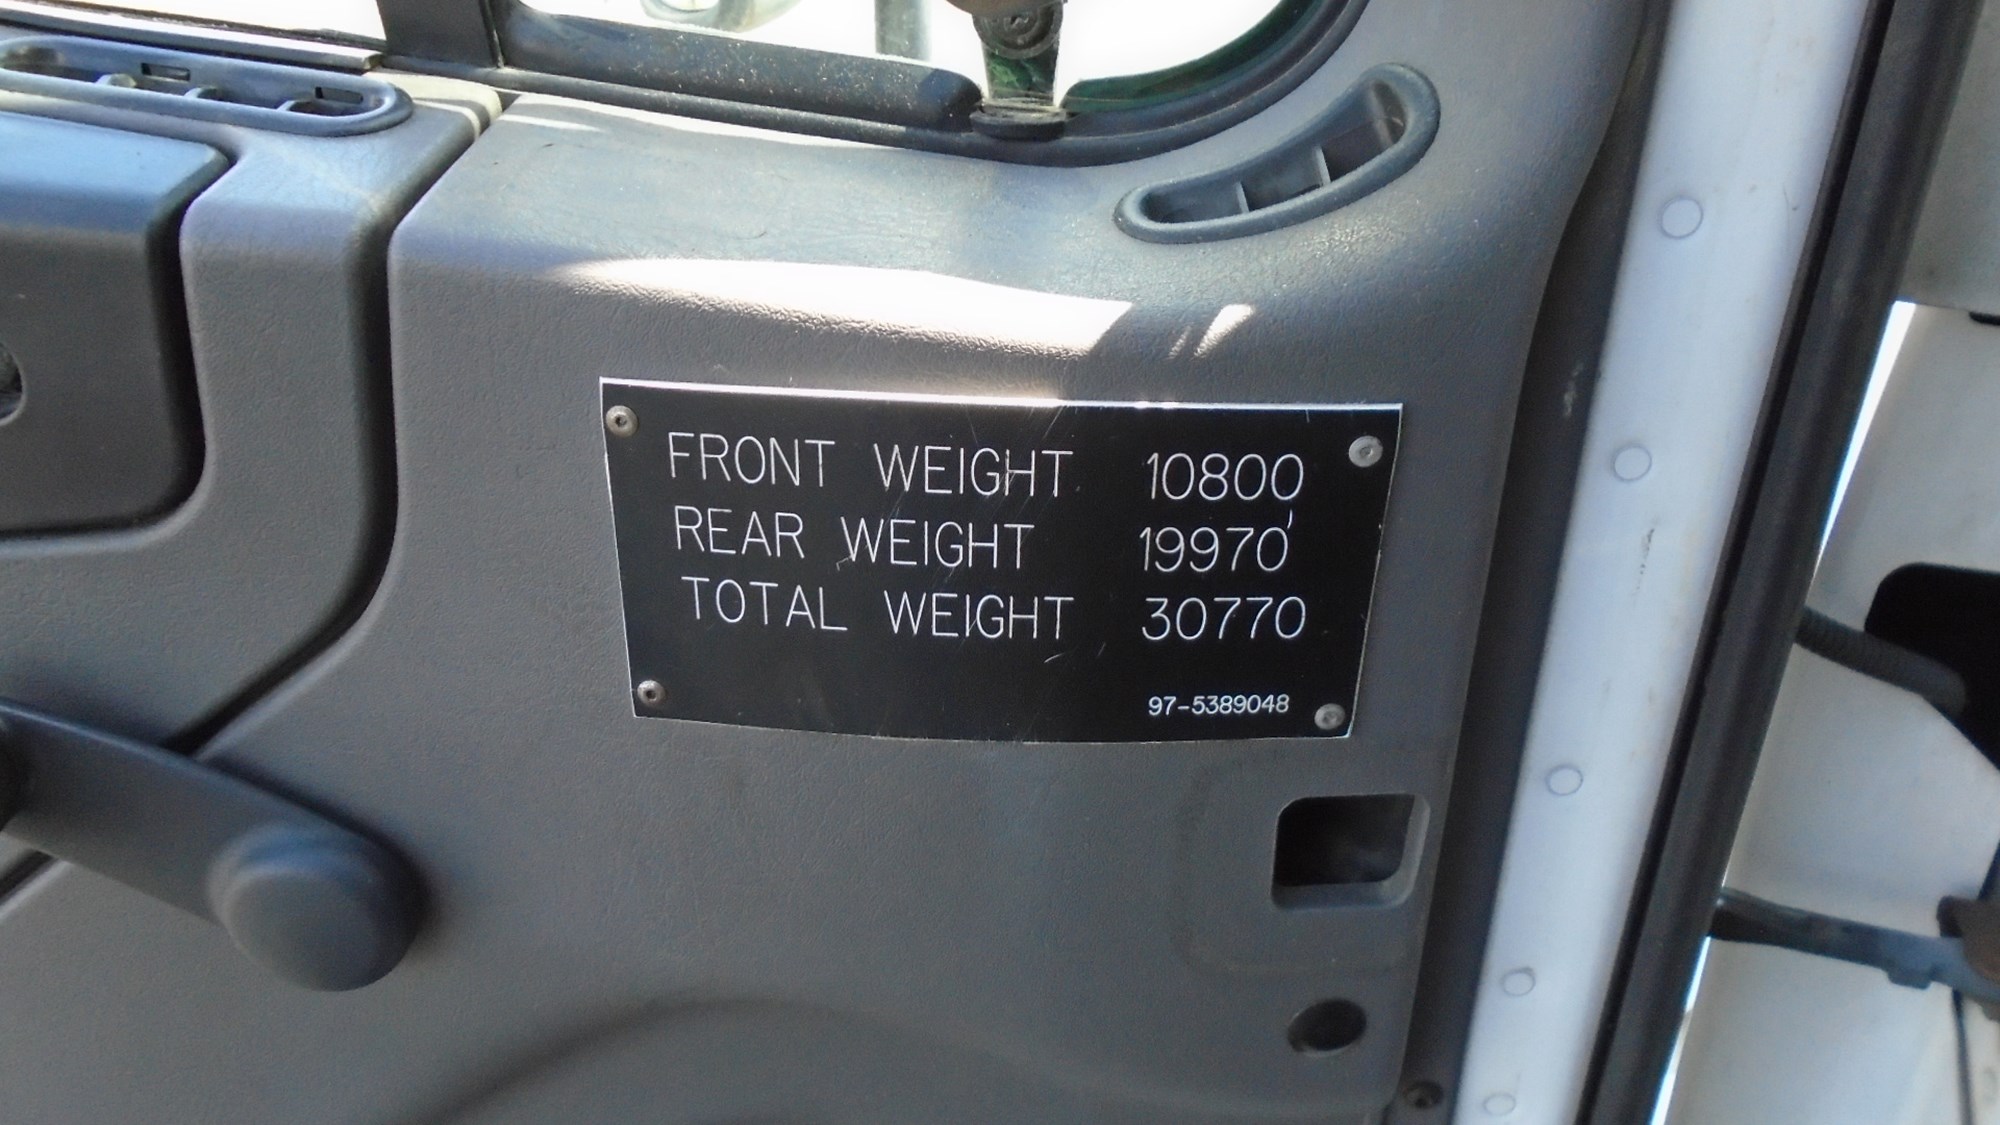 FRONT WEIGHT 10800
REAR WEIGHT 19970
TOTAL WEIGHT 30770
97-5389048